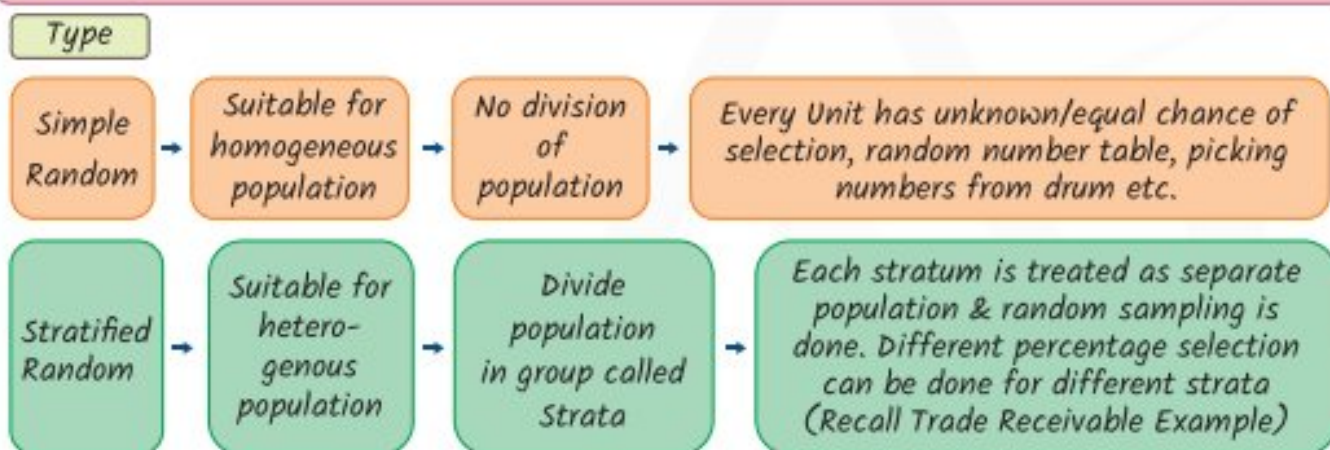 Type
Simple
Random
Suitable for
homogeneous
population
No division
of
population
Every Unit has unknown/equal chance of
selection, random number table, picking
numbers from drum etc.
Stratified
Random
Suitable for
hetero-
genous
population
Divide
population
in group called
Strata
Each stratum is treated as separate
population & random sampling is
done. Different percentage selection
can be done for different strata
(Recall Trade Receivable Example)